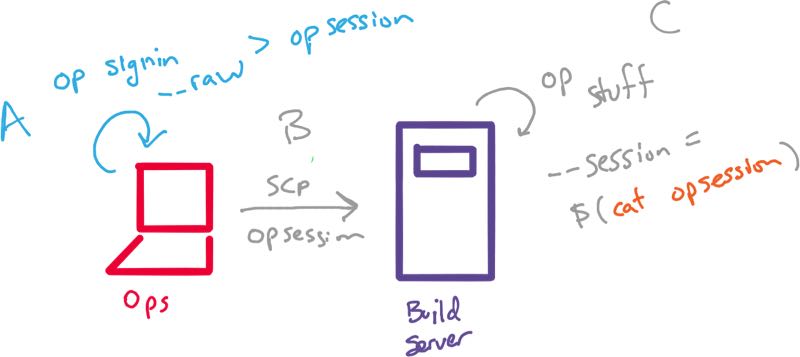 A
op signin
--raw > opsession
B
scp
opsession
C
op
stuff
--session =
$(cat opsession)
Ops
Build
Server